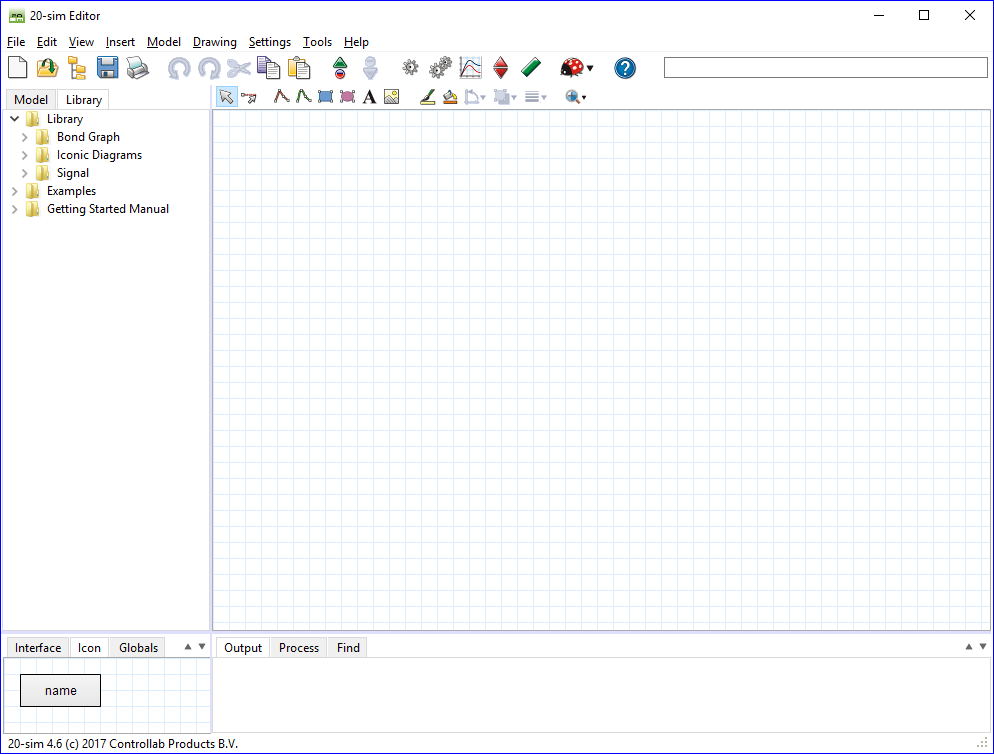 20-sim Editor
File Edit View Insert Model Drawing Settings Tools Help
Model Library
A
Library
Bond Graph
Iconic Diagrams
Signal
Examples
Getting Started Manual
Interface Icon Globals
Output Process Find
name
20-sim 4.6 (c) 2017 Controllab Products B.V.